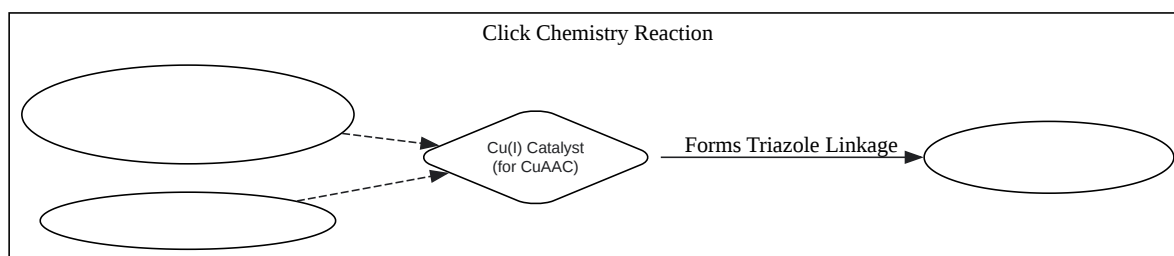 Click Chemistry Reaction
Cu(I) Catalyst
(for CuAAC)
Forms Triazole Linkage